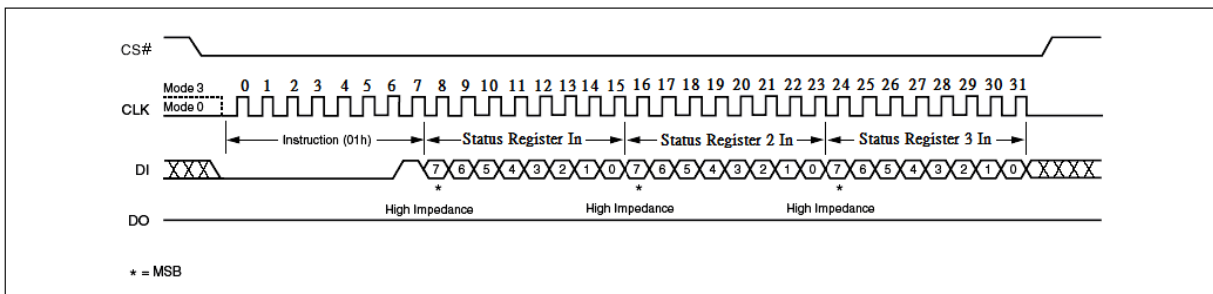 CS#
0 1 2 3 4 5 6 7 8 9 10 11 12 13 14 15 16 17 18 19 20 21 22 23 24 25 26 27 28 29 30 31
Mode 3
CLK Mode 0
Instruction (01h) Status Register In Status Register 2 In Status Register 3 In
DI 7 6 5 4 3 2 1 0 7 6 5 4 3 2 1 0 7 6 5 4 3 2 1 0
* * *
High Impedance High Impedance High Impedance
DO
* = MSB